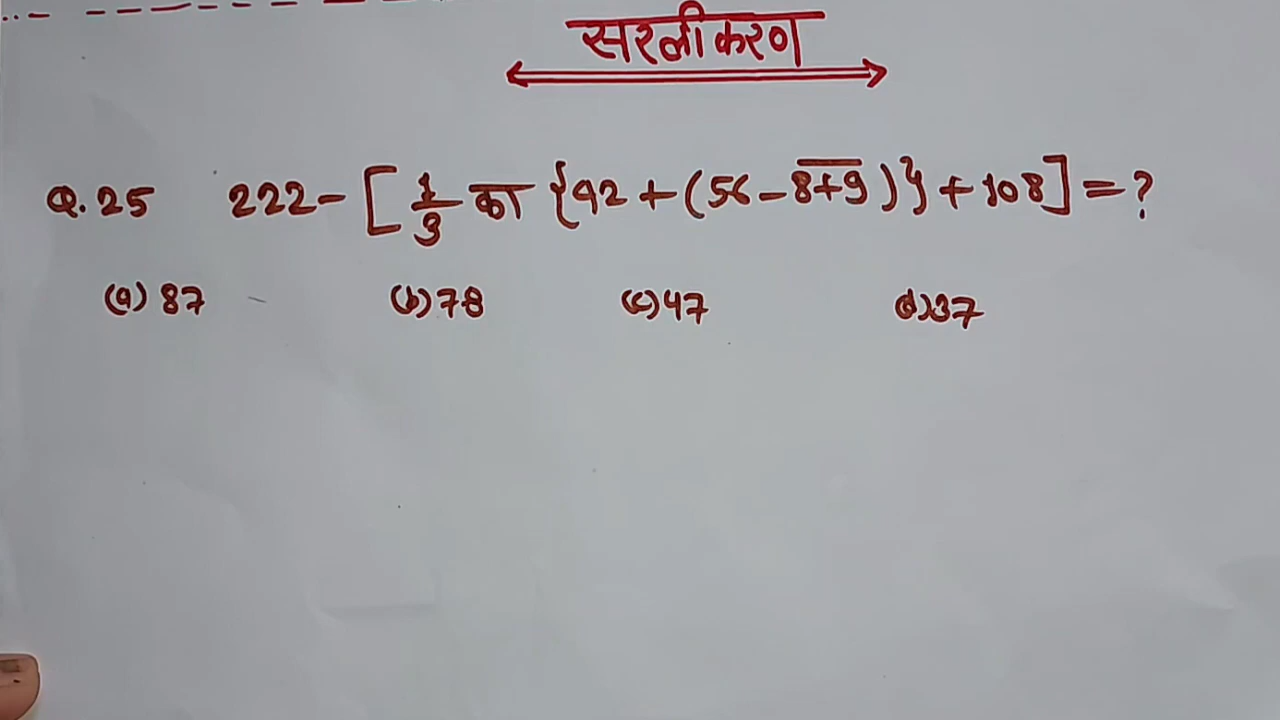 सरलीकरण
Q. 25 222 - [1/3 का {42 + (56 - 8+9̅)} + 108] = ?
(a) 87 (b) 78 (c) 47 (d) 37